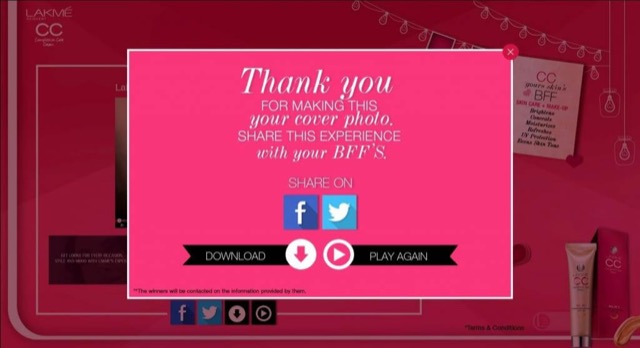 LAKMÉ
CC
Complexion Care
Cream
Thank you
FOR MAKING THIS
your cover photo.
SHARE THIS EXPERIENCE
with your BFF'S.
SHARE ON
DOWNLOAD
PLAY AGAIN
**The winners will be contacted on the information provided by them.
CC
your skin's
BFF
SKIN CARE + MAKE-UP
Brightens
Conceals
Moisturizes
Refreshes
UV Protection
Evens Skin Tone
CC
CC
*Terms & Conditions